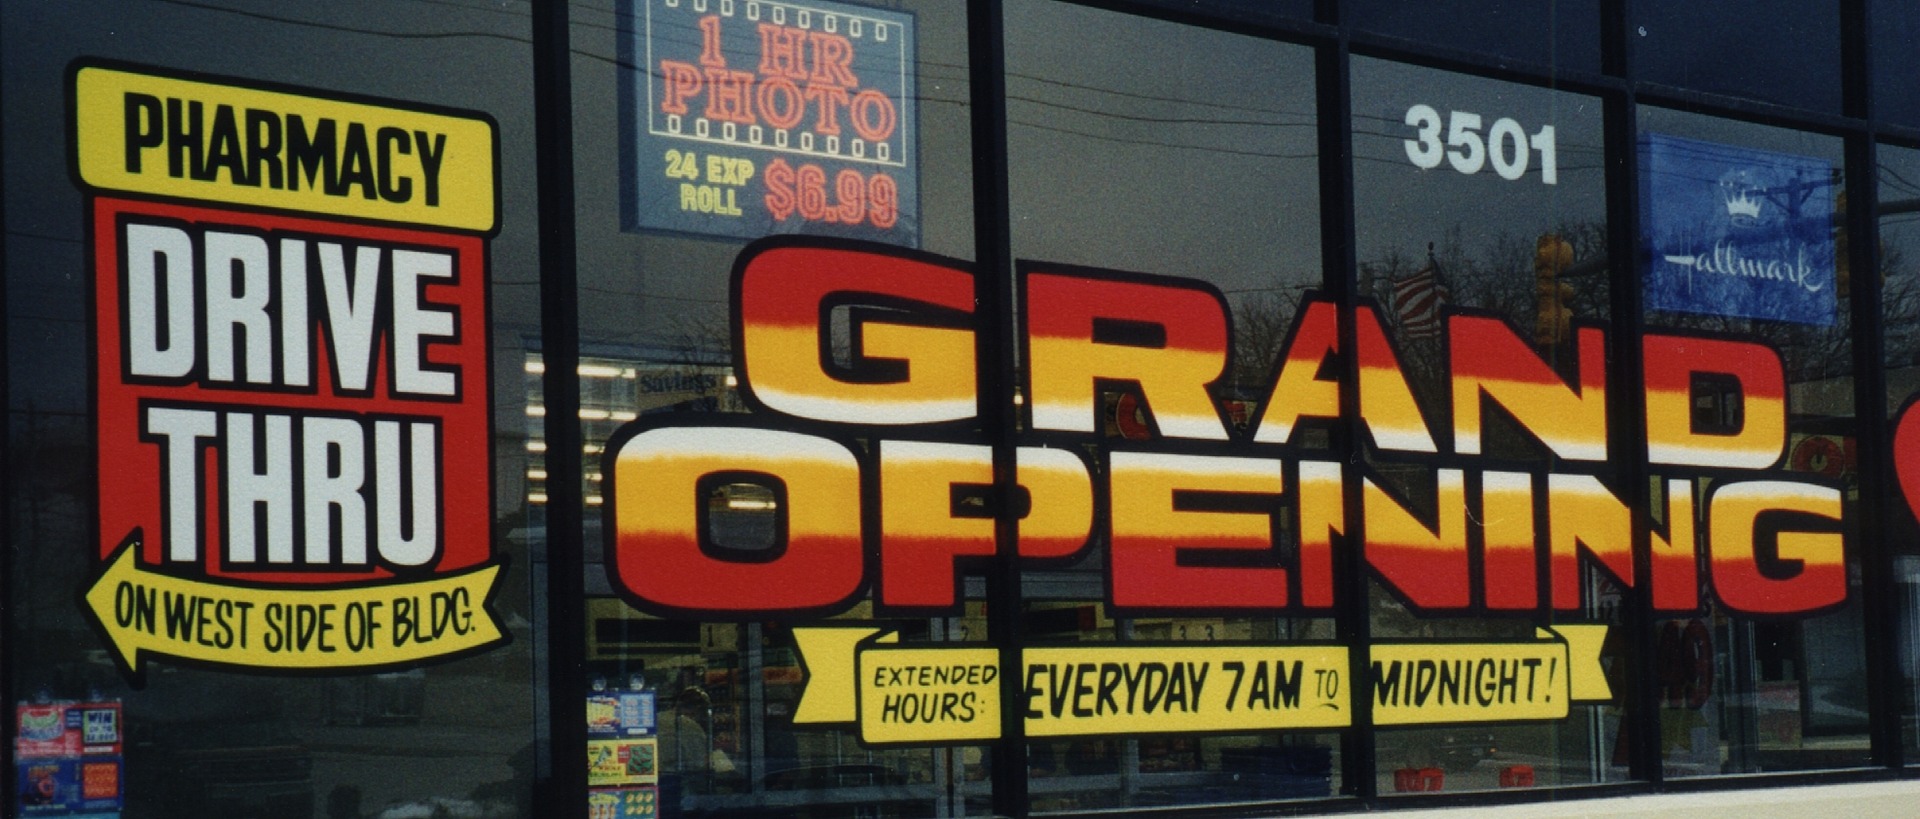 PHARMACY
DRIVE
THRU
ON WEST SIDE OF BLDG.
1 HR
PHOTO
24 EXP
ROLL
$6.99
3501
Hallmark
Savings
GRAND
OPENING
EXTENDED
HOURS:
EVERYDAY 7AM TO MIDNIGHT!